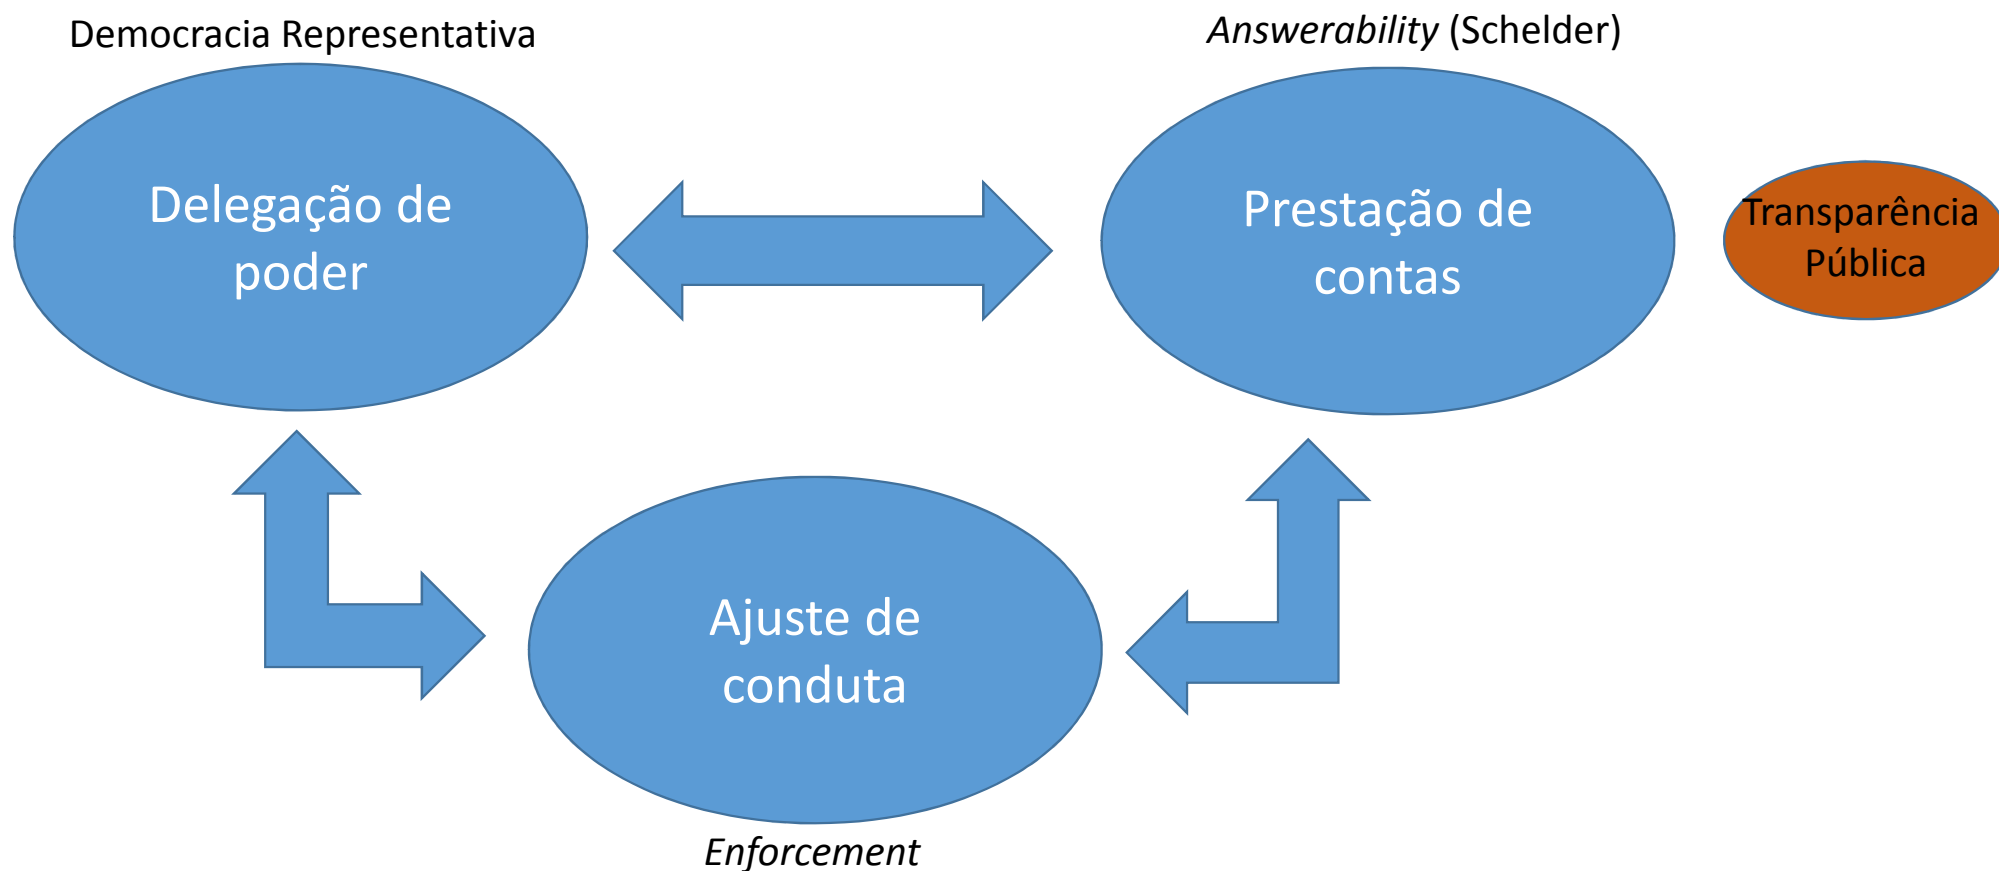 Democracia Representativa
Answerability (Schelder)
Delegação de
poder
Prestação de
contas
Transparência
Pública
Ajuste de
conduta
Enforcement